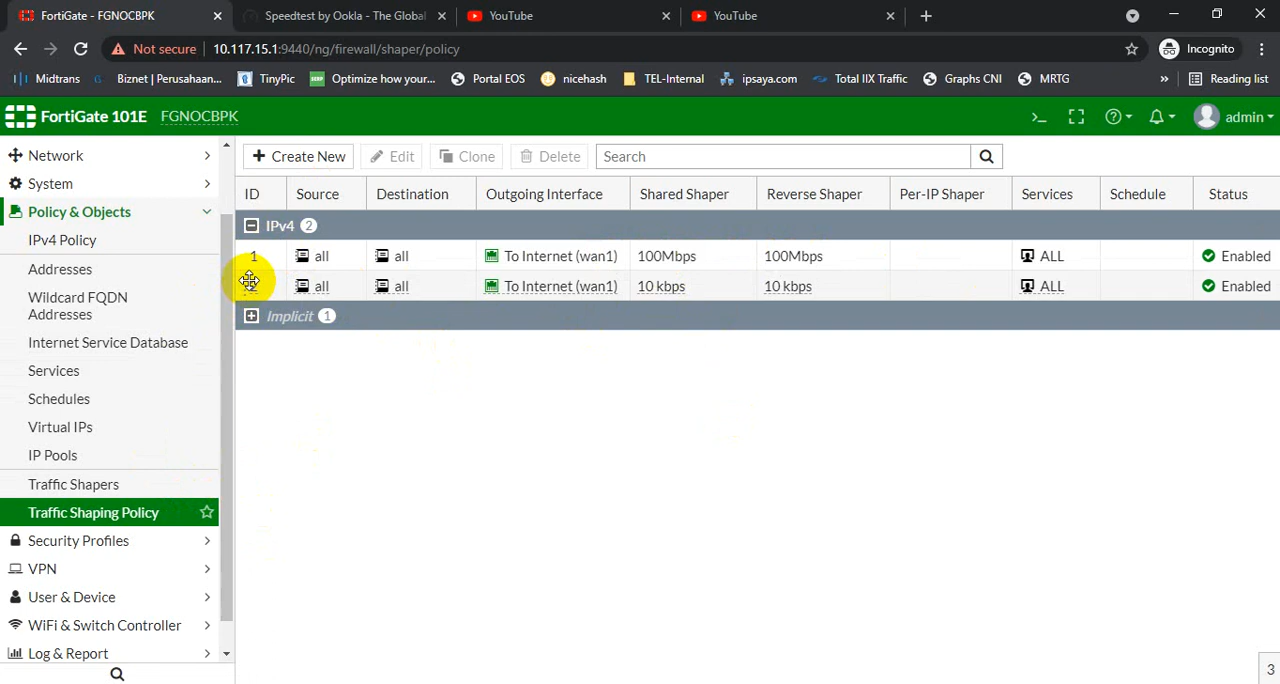 FortiGate - FGNOCBPK
Speedtest by Ookla - The Global
YouTube
YouTube
Not secure
10.117.15.1:9440/ng/firewall/shaper/policy
Incognito
Midtrans
Biznet | Perusahaan...
TinyPic
Optimize how your...
Portal EOS
nicehash
TEL-Internal
ipsaya.com
Total IIX Traffic
Graphs CNI
MRTG
»
Reading list
FortiGate 101E
FGNOCBPK
admin
Network
System
Policy & Objects
IPv4 Policy
Addresses
Wildcard FQDN
Addresses
Internet Service Database
Services
Schedules
Virtual IPs
IP Pools
Traffic Shapers
Traffic Shaping Policy
Security Profiles
VPN
User & Device
WiFi & Switch Controller
Log & Report
+ Create New
Edit
Clone
Delete
Search
ID Source Destination Outgoing Interface Shared Shaper Reverse Shaper Per-IP Shaper Services Schedule Status
IPv4 2
1 all all To Internet (wan1) 100Mbps 100Mbps ALL Enabled
all all To Internet (wan1) 10 kbps 10 kbps ALL Enabled
Implicit 1
3